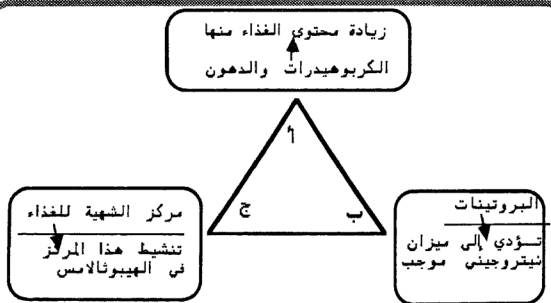 زيادة محتوى الغذاء منها
الكربوهيدرات والدهون
أ
ج
ب
مركز الشهية للغذاء
تنشيط هذا المركز
في الهيبوثالامس
البروتينات
تؤدي إلى ميزان
نيتروجيني موجب